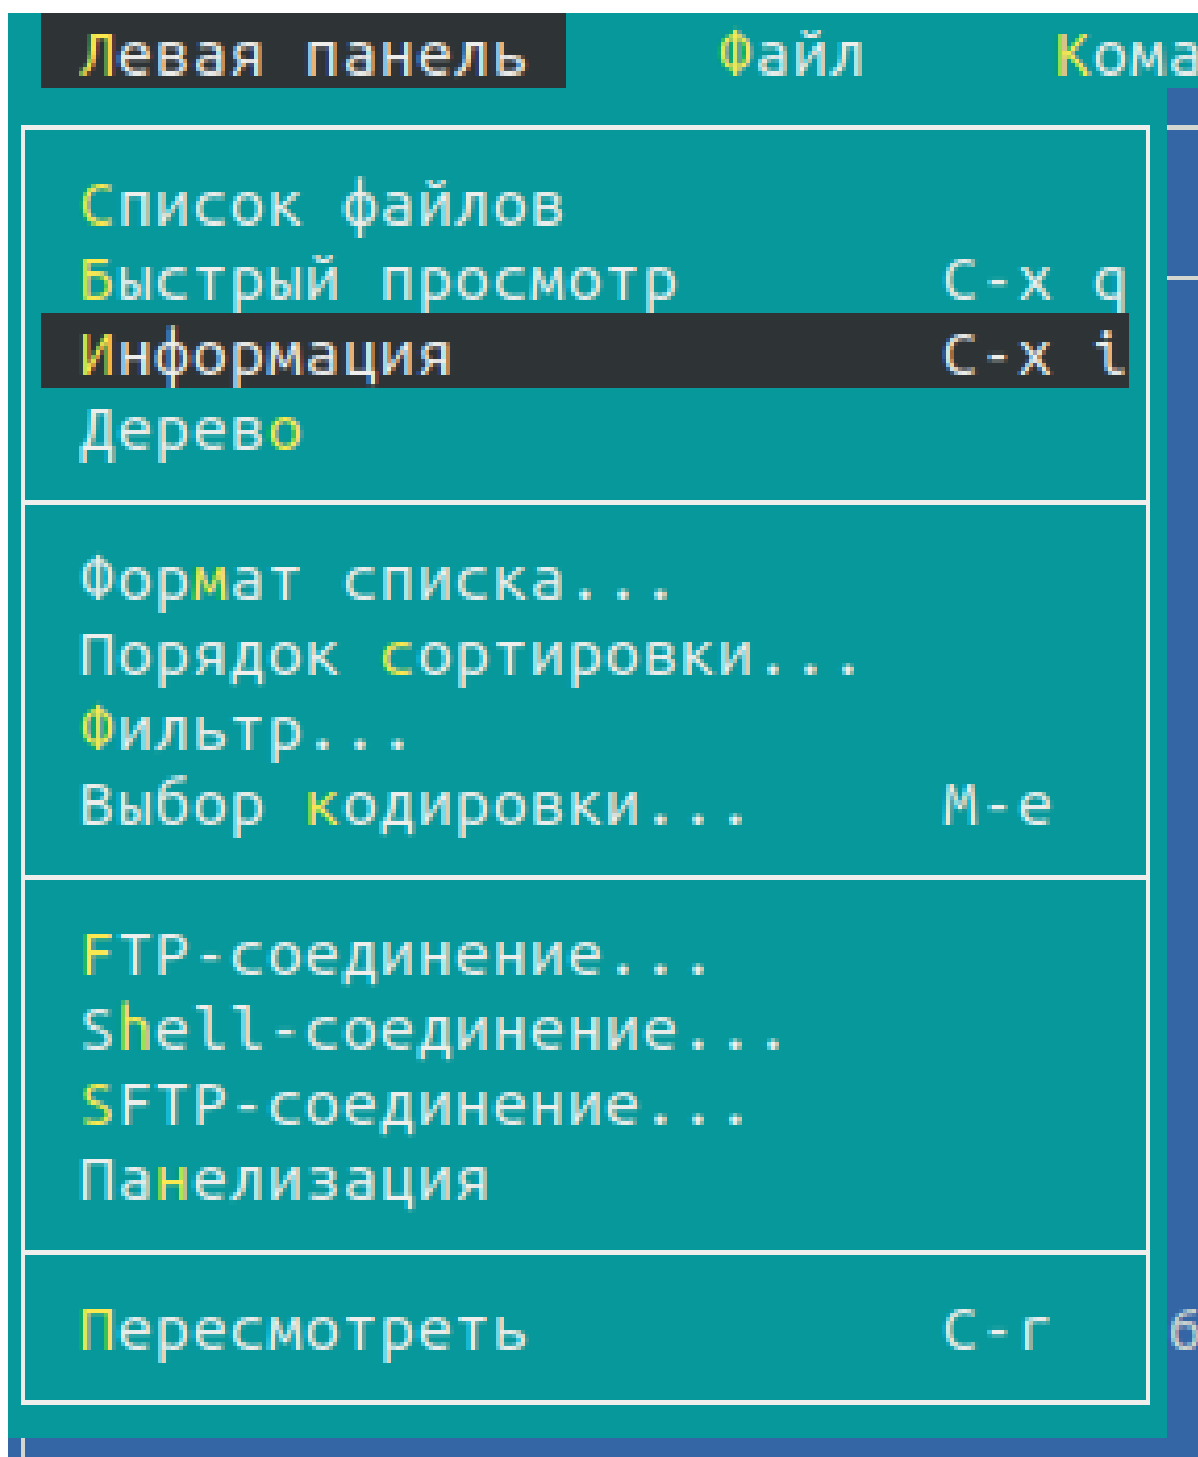 Левая панель Файл Кома
Список файлов
Быстрый просмотр C-x q
Информация C-x i
Дерево
Формат списка...
Порядок сортировки...
Фильтр...
Выбор кодировки... M-e
FTP-соединение...
Shell-соединение...
SFTP-соединение...
Панелизация
Пересмотреть C-r